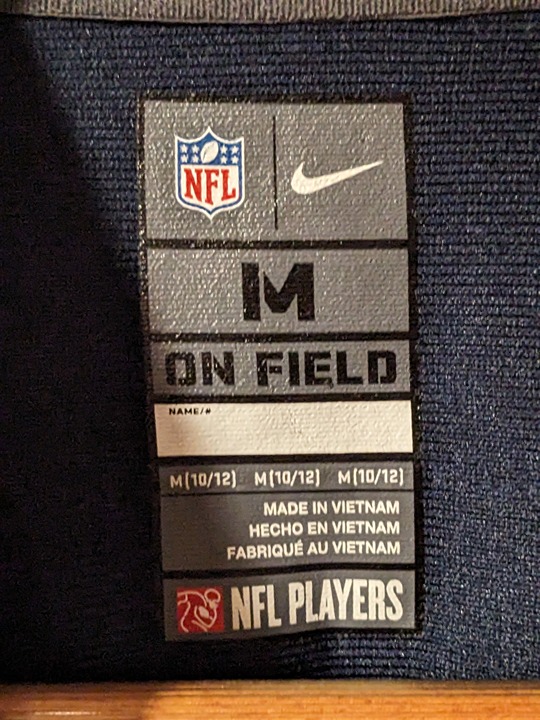 NFL
M
ON FIELD
NAME/#
M(10/12) M(10/12) M(10/12)
MADE IN VIETNAM
HECHO EN VIETNAM
FABRIQUÉ AU VIETNAM
NFL PLAYERS